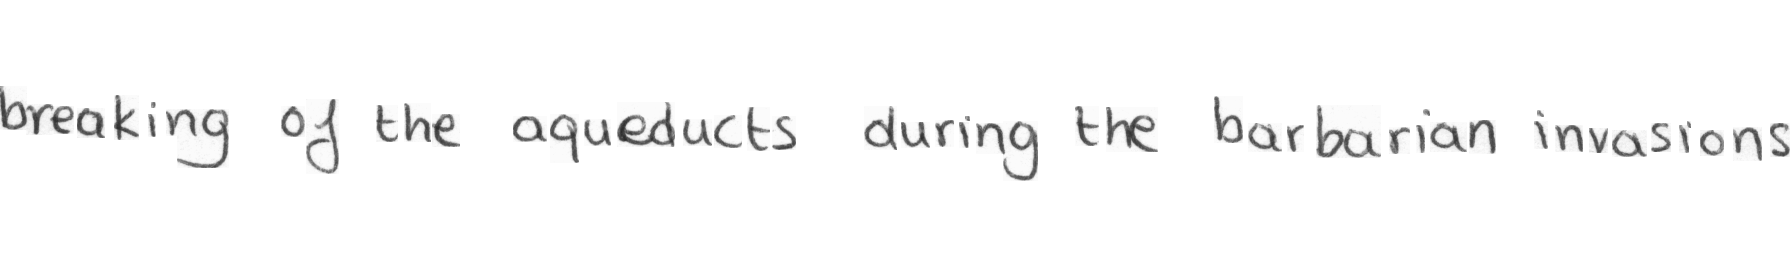 breaking of the aqueducts during the barbarian invasions